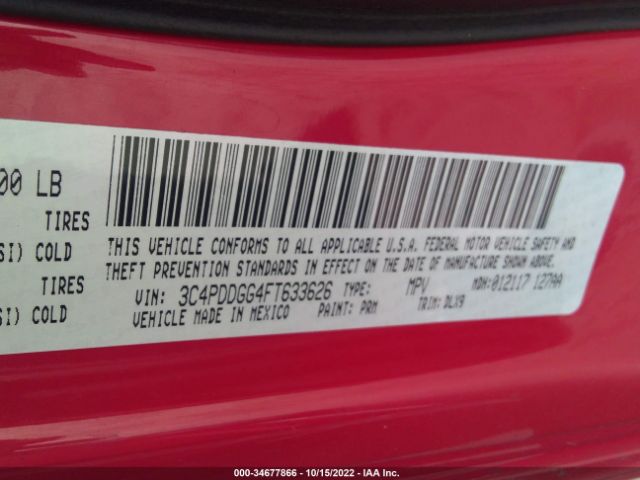 00 LB
TIRES
SI) COLD
TIRES
SI) COLD
THIS VEHICLE CONFORMS TO ALL APPLICABLE U.S.A. FEDERAL MOTOR VEHICLE SAFETY AND
THEFT PREVENTION STANDARDS IN EFFECT ON THE DATE OF MANUFACTURE SHOWN ABOVE.
VIN: 3C4PDDGG4FT633626 TYPE: MPV MDH: 012117 127AA
VEHICLE MADE IN MEXICO PAINT: PRM TRIM: DLX9
000-34677866 - 10/15/2022 - IAAI.com